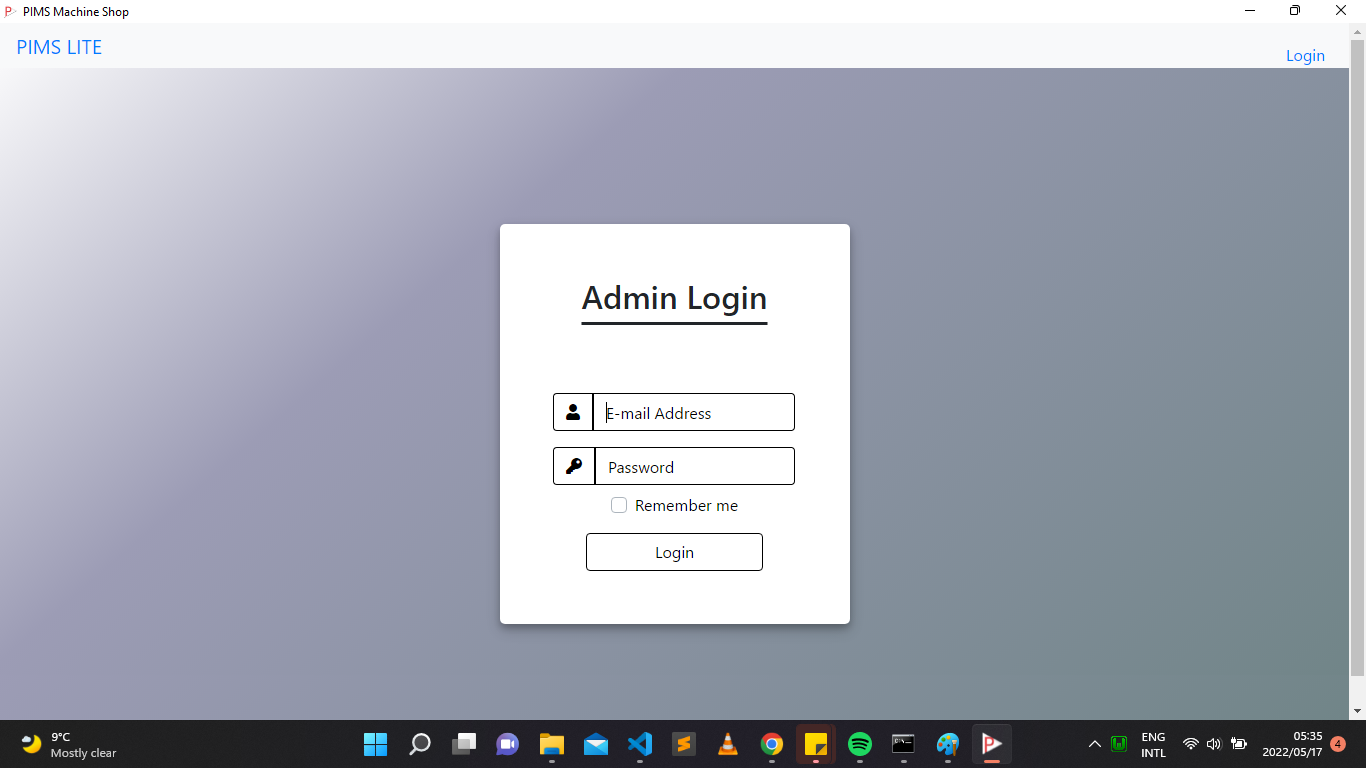 PIMS Machine Shop
PIMS LITE
Login
Admin Login
E-mail Address
Password
Remember me
Login
9°C
Mostly clear
ENG
INTL
05:35
2022/05/17
4